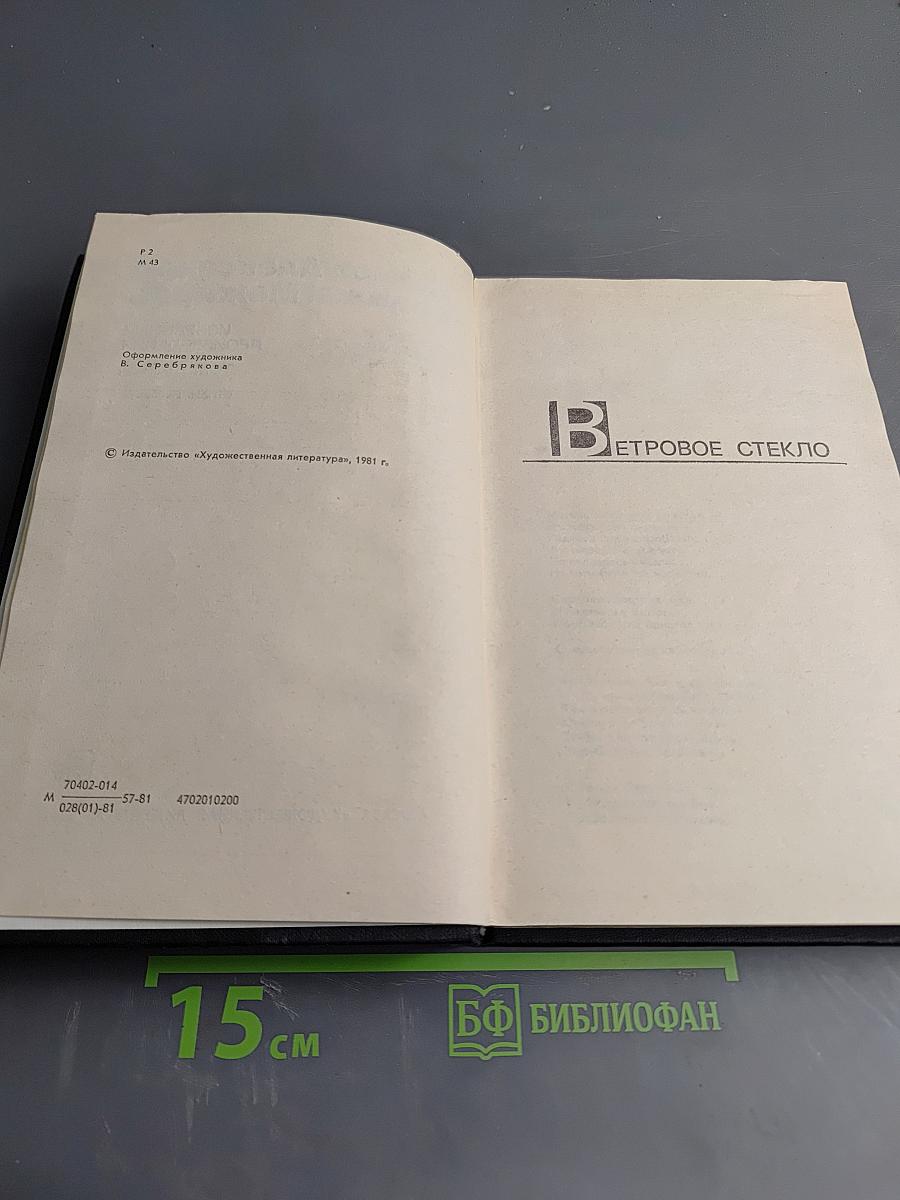 Р 2
М 43
Оформление художника
В. Серебрякова
© Издательство «Художественная литература», 1981 г.
М 70402-014
028(01)-81 57-81 4702010200
ВЕТРОВОЕ СТЕКЛО
15 см
БФ БИБЛИОФАН